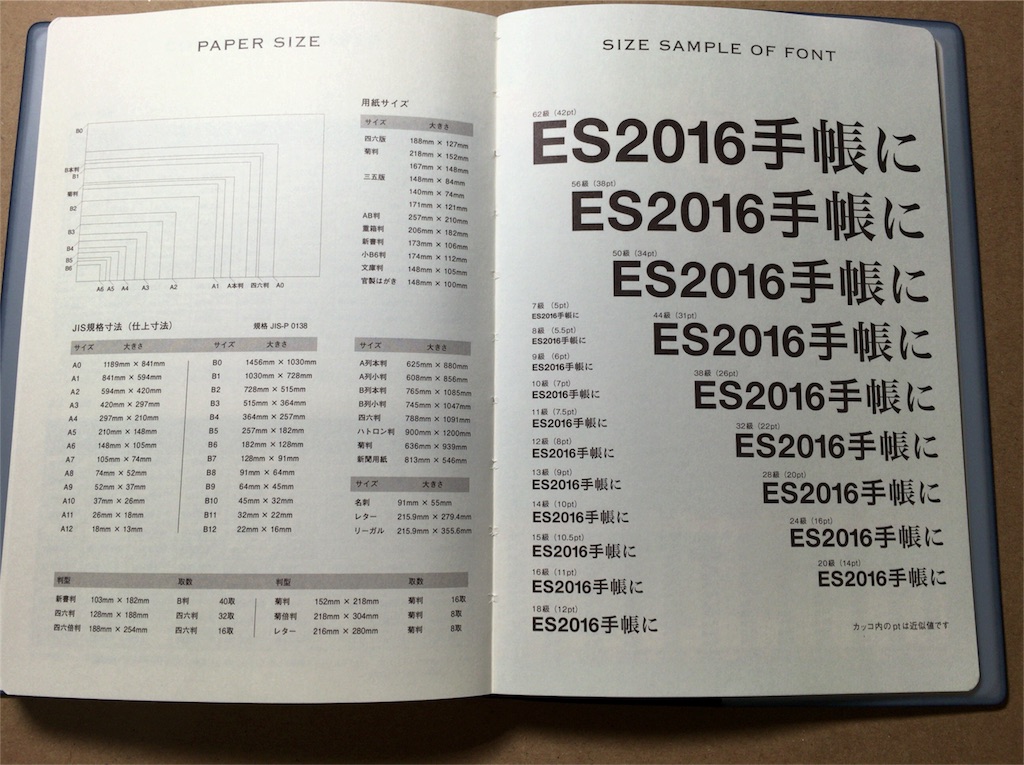 PAPER SIZE
B0
B本判
B1
菊判
B2
B3
B4
B5
B6
A6 A5 A4 A3 A2 A1 A本判 四六判 A0
用紙サイズ
サイズ 大きさ
四六版 188mm × 127mm
菊判 218mm × 152mm
167mm × 148mm
三五版 148mm × 84mm
140mm × 74mm
171mm × 121mm
AB判 257mm × 210mm
重箱判 206mm × 182mm
新書判 173mm × 106mm
小B6判 174mm × 112mm
文庫判 148mm × 105mm
官製はがき 148mm × 100mm
JIS規格寸法（仕上寸法） 規格 JIS-P 0138
サイズ 大きさ サイズ 大きさ
A0 1189mm × 841mm B0 1456mm × 1030mm
A1 841mm × 594mm B1 1030mm × 728mm
A2 594mm × 420mm B2 728mm × 515mm
A3 420mm × 297mm B3 515mm × 364mm
A4 297mm × 210mm B4 364mm × 257mm
A5 210mm × 148mm B5 257mm × 182mm
A6 148mm × 105mm B6 182mm × 128mm
A7 105mm × 74mm B7 128mm × 91mm
A8 74mm × 52mm B8 91mm × 64mm
A9 52mm × 37mm B9 64mm × 45mm
A10 37mm × 26mm B10 45mm × 32mm
A11 26mm × 18mm B11 32mm × 22mm
A12 18mm × 13mm B12 22mm × 16mm
サイズ 大きさ
A列本判 625mm × 880mm
A列小判 608mm × 856mm
B列本判 765mm × 1085mm
B列小判 745mm × 1047mm
四六判 788mm × 1091mm
ハトロン判 900mm × 1200mm
菊判 636mm × 939mm
新聞用紙 813mm × 546mm
サイズ 大きさ
名刺 91mm × 55mm
レター 215.9mm × 279.4mm
リーガル 215.9mm × 355.6mm
判型 取数 判型 取数
新書判 103mm × 182mm B判 40取 菊判 152mm × 218mm 菊判 16取
四六判 128mm × 188mm 四六判 32取 菊倍判 218mm × 304mm 菊判 8取
四六倍判 188mm × 254mm 四六判 16取 レター 216mm × 280mm 菊判 8取
SIZE SAMPLE OF FONT
62級（42pt）
ES2016手帳に
56級（38pt）
ES2016手帳に
50級（34pt）
ES2016手帳に
44級（31pt）
ES2016手帳に
38級（26pt）
ES2016手帳に
32級（22pt）
ES2016手帳に
28級（20pt）
ES2016手帳に
24級（16pt）
ES2016手帳に
20級（14pt）
ES2016手帳に
7級（5pt）
ES2016手帳に
8級（5.5pt）
ES2016手帳に
9級（6pt）
ES2016手帳に
10級（7pt）
ES2016手帳に
11級（7.5pt）
ES2016手帳に
12級（8pt）
ES2016手帳に
13級（9pt）
ES2016手帳に
14級（10pt）
ES2016手帳に
15級（10.5pt）
ES2016手帳に
16級（11pt）
ES2016手帳に
18級（12pt）
ES2016手帳に
カッコ内のptは近似値です